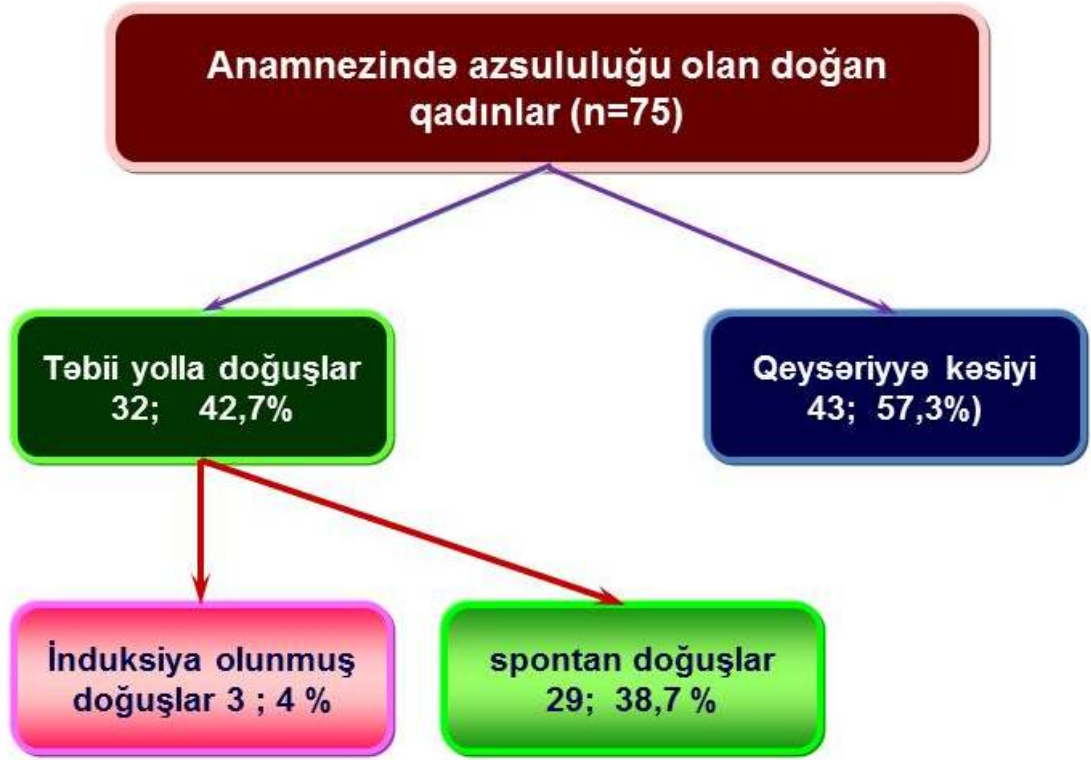 Anamnezində azsululuğu olan doğan
qadınlar (n=75)
Təbii yolla doğuşlar
32; 42,7%
Qeysəriyyə kəsiyi
43; 57,3%)
İnduksiya olunmuş
doğuşlar 3 ; 4 %
spontan doğuşlar
29; 38,7 %